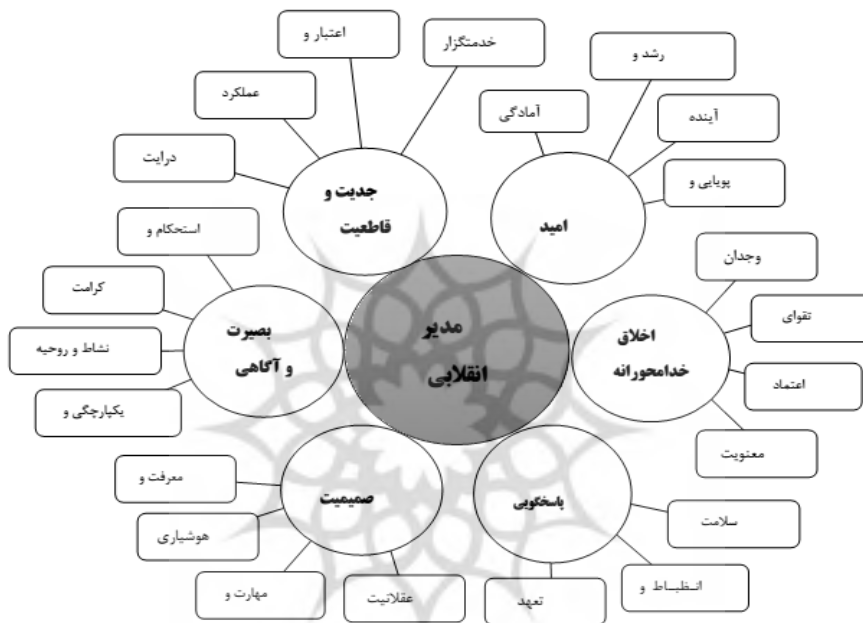 اعتبار و
خدمتگزار
رشد و
عملکرد
آمادگی
آینده
درایت
پویایی و
جدیت و
قاطعیت
امید
استحکام و
وجدان
کرامت
تقوای
بصیرت
و آگاهی
مدیر
انقلابی
اخلاق
خدامحورانه
نشاط و روحیه
اعتماد
یکپارچگی و
معنویت
معرفت و
صمیمیت
پاسخگویی
سلامت
هوشیاری
مهارت و
عقلانیت
تعهد
انـظبـاط و